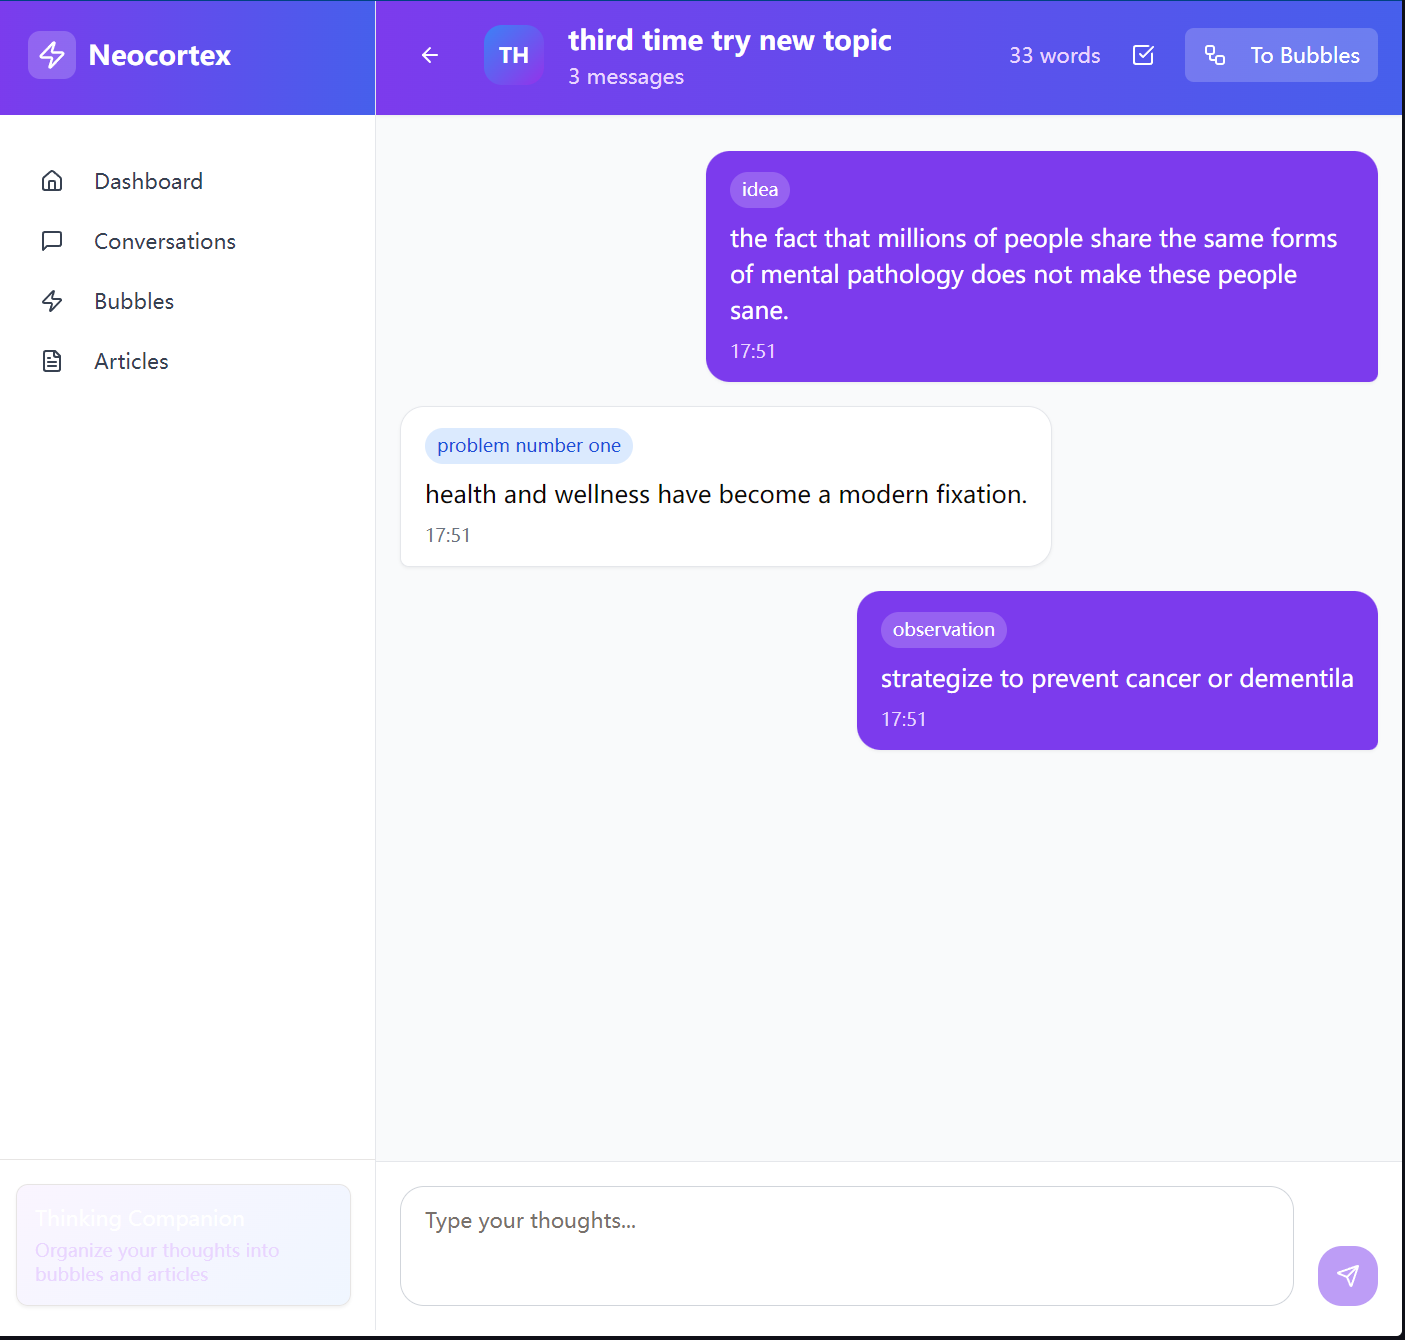 Neocortex
Dashboard
Conversations
Bubbles
Articles
Thinking Companion
Organize your thoughts into
bubbles and articles
TH
third time try new topic
3 messages
33 words
To Bubbles
idea
the fact that millions of people share the same forms
of mental pathology does not make these people
sane.
17:51
problem number one
health and wellness have become a modern fixation.
17:51
observation
strategize to prevent cancer or dementila
17:51
Type your thoughts...